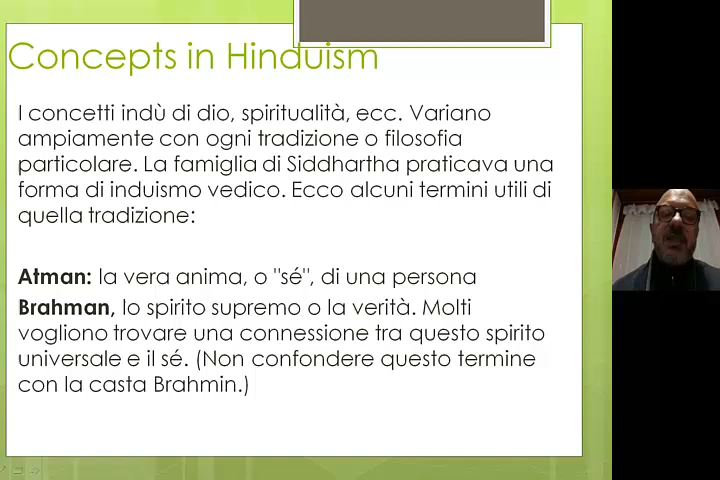 Concepts in Hinduism
I concetti indù di dio, spiritualità, ecc. Variano
ampiamente con ogni tradizione o filosofia
particolare. La famiglia di Siddhartha praticava una
forma di induismo vedico. Ecco alcuni termini utili di
quella tradizione:
Atman: la vera anima, o "sé", di una persona
Brahman, lo spirito supremo o la verità. Molti
vogliono trovare una connessione tra questo spirito
universale e il sé. (Non confondere questo termine
con la casta Brahmin.)